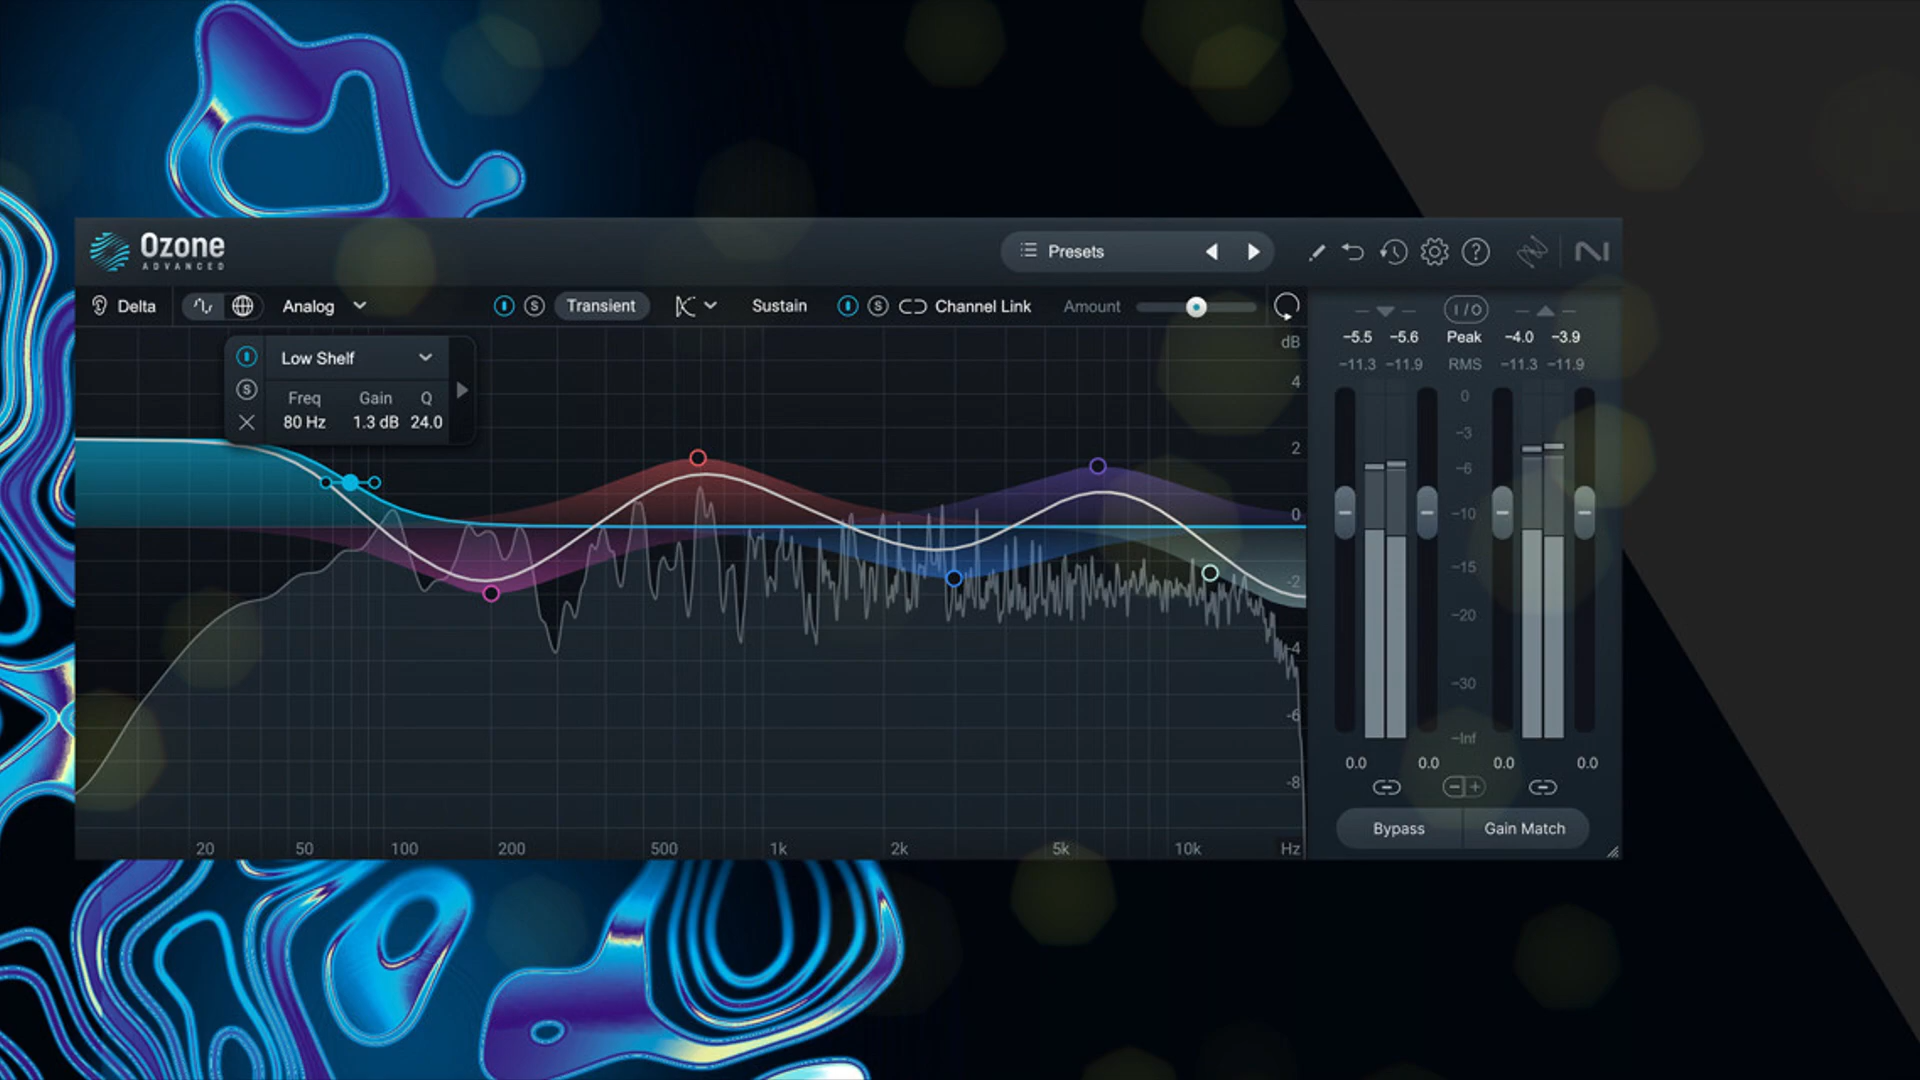 Ozone
ADVANCED
Presets
Delta
Analog
S
Transient
Sustain
S
Channel Link
Amount
Low Shelf
S
Freq Gain Q
80 Hz 1.3 dB 24.0
dB
4
2
0
-2
-4
-6
-8
20 50 100 200 500 1k 2k 5k 10k Hz
I/O
-5.5 -5.6 Peak -4.0 -3.9
-11.3 -11.9 RMS -11.3 -11.9
0
-3
-6
-10
-15
-20
-30
-Inf
0.0 0.0 0.0 0.0
Bypass Gain Match